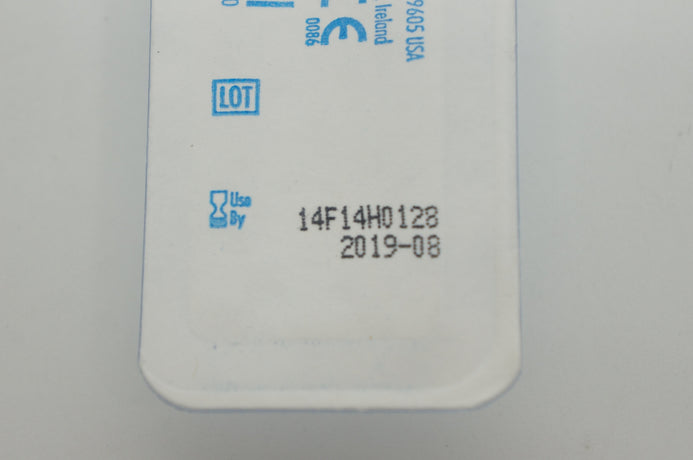 9605 USA
Ireland
0086
LOT
Use
By
14F14H0128
2019-08